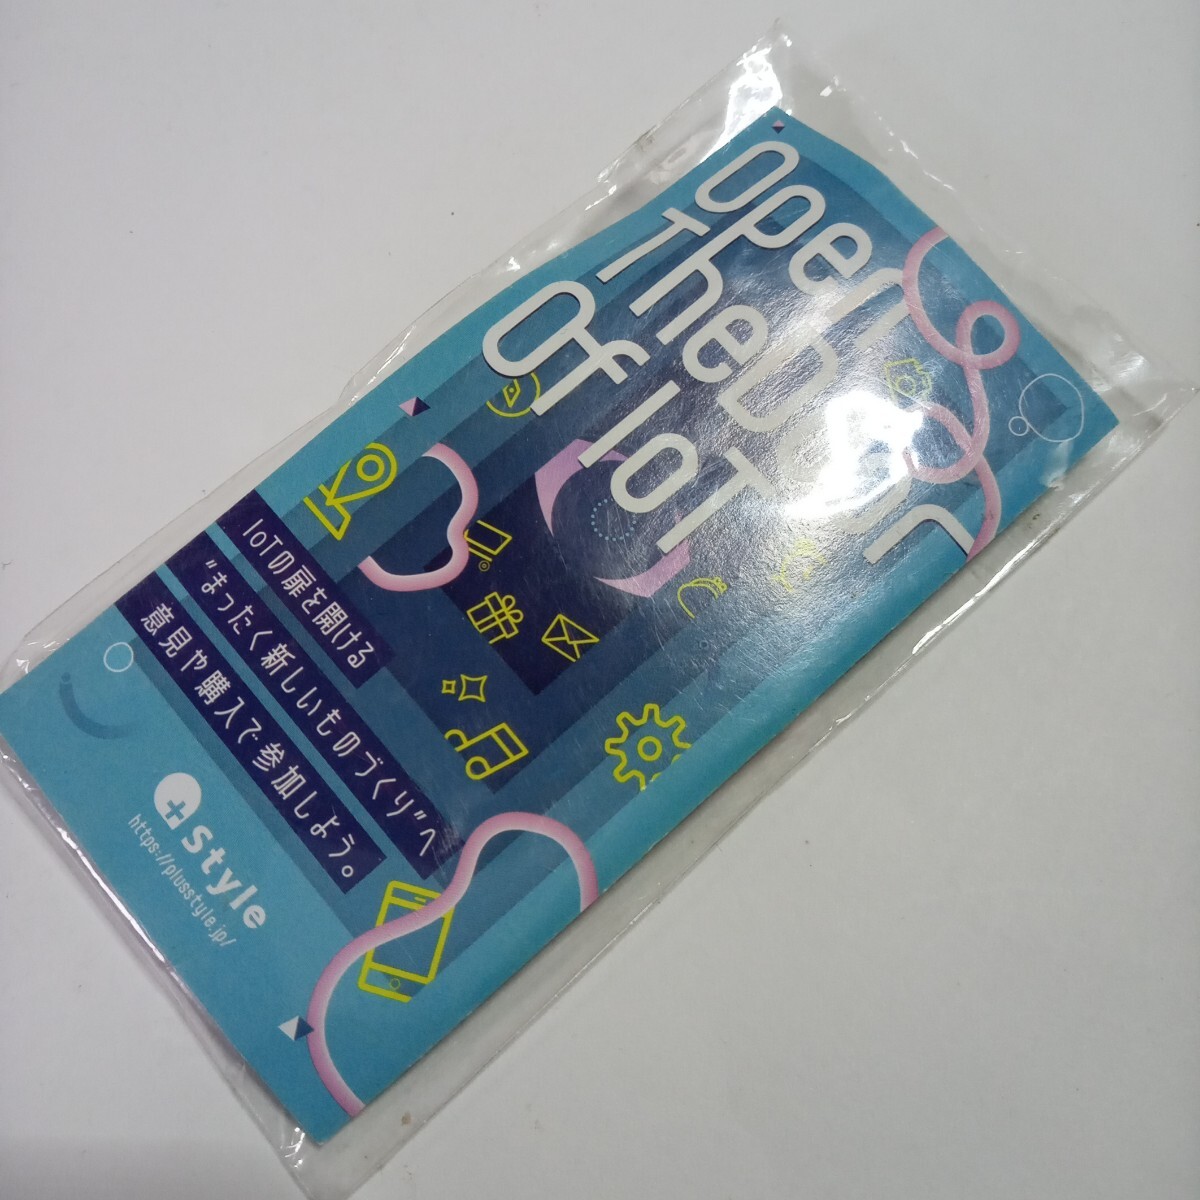 Open
The Door
Of IoT
IoTの扉を開ける
"まったく新しいものづくり"へ
意見や購入で参加しよう。
+Style
https://plusstyle.jp/